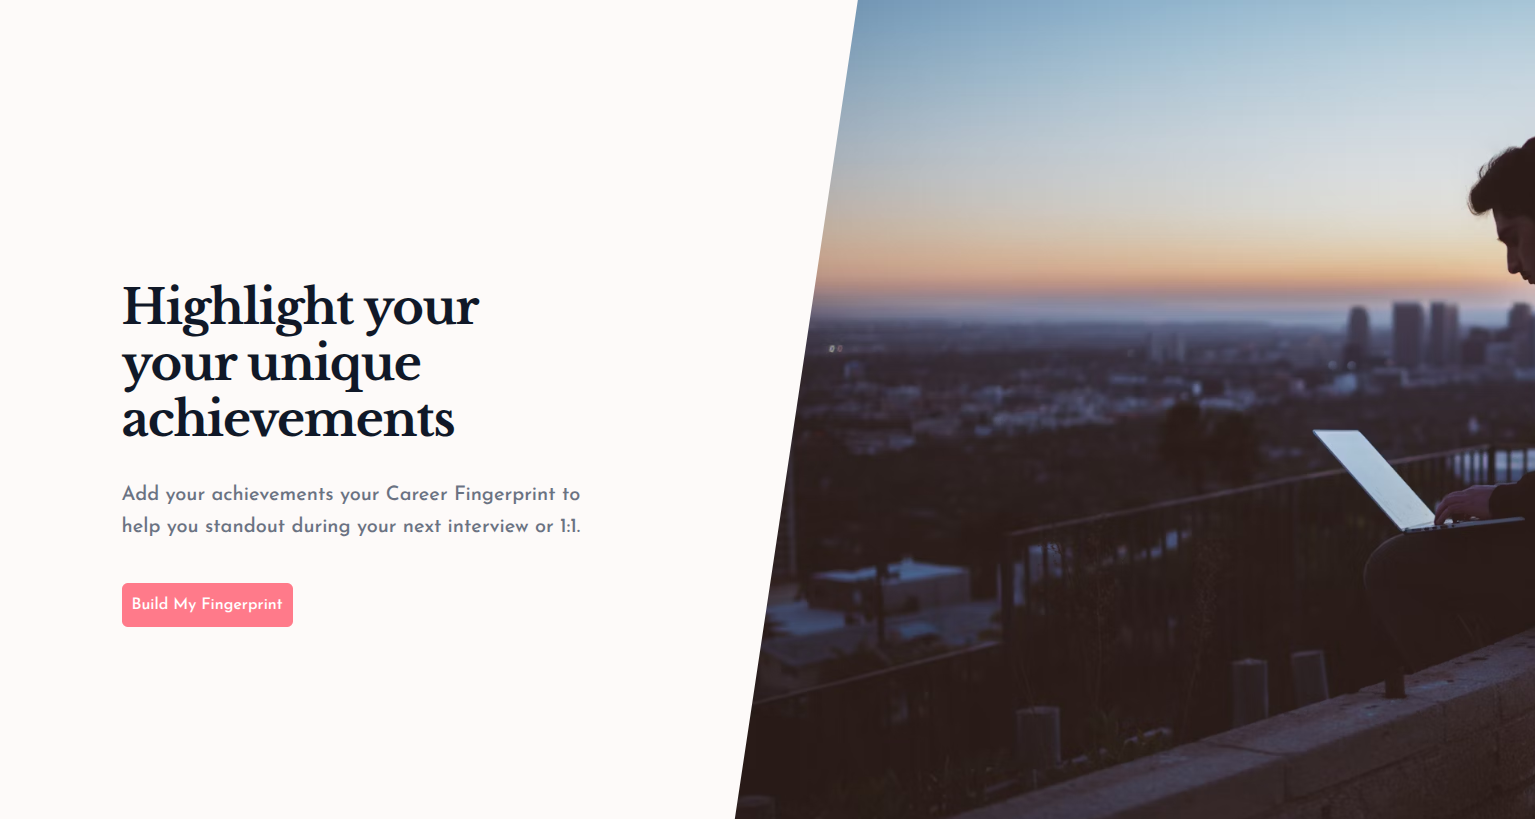 Highlight your
your unique
achievements
Add your achievements your Career Fingerprint to
help you standout during your next interview or 1:1.
Build My Fingerprint